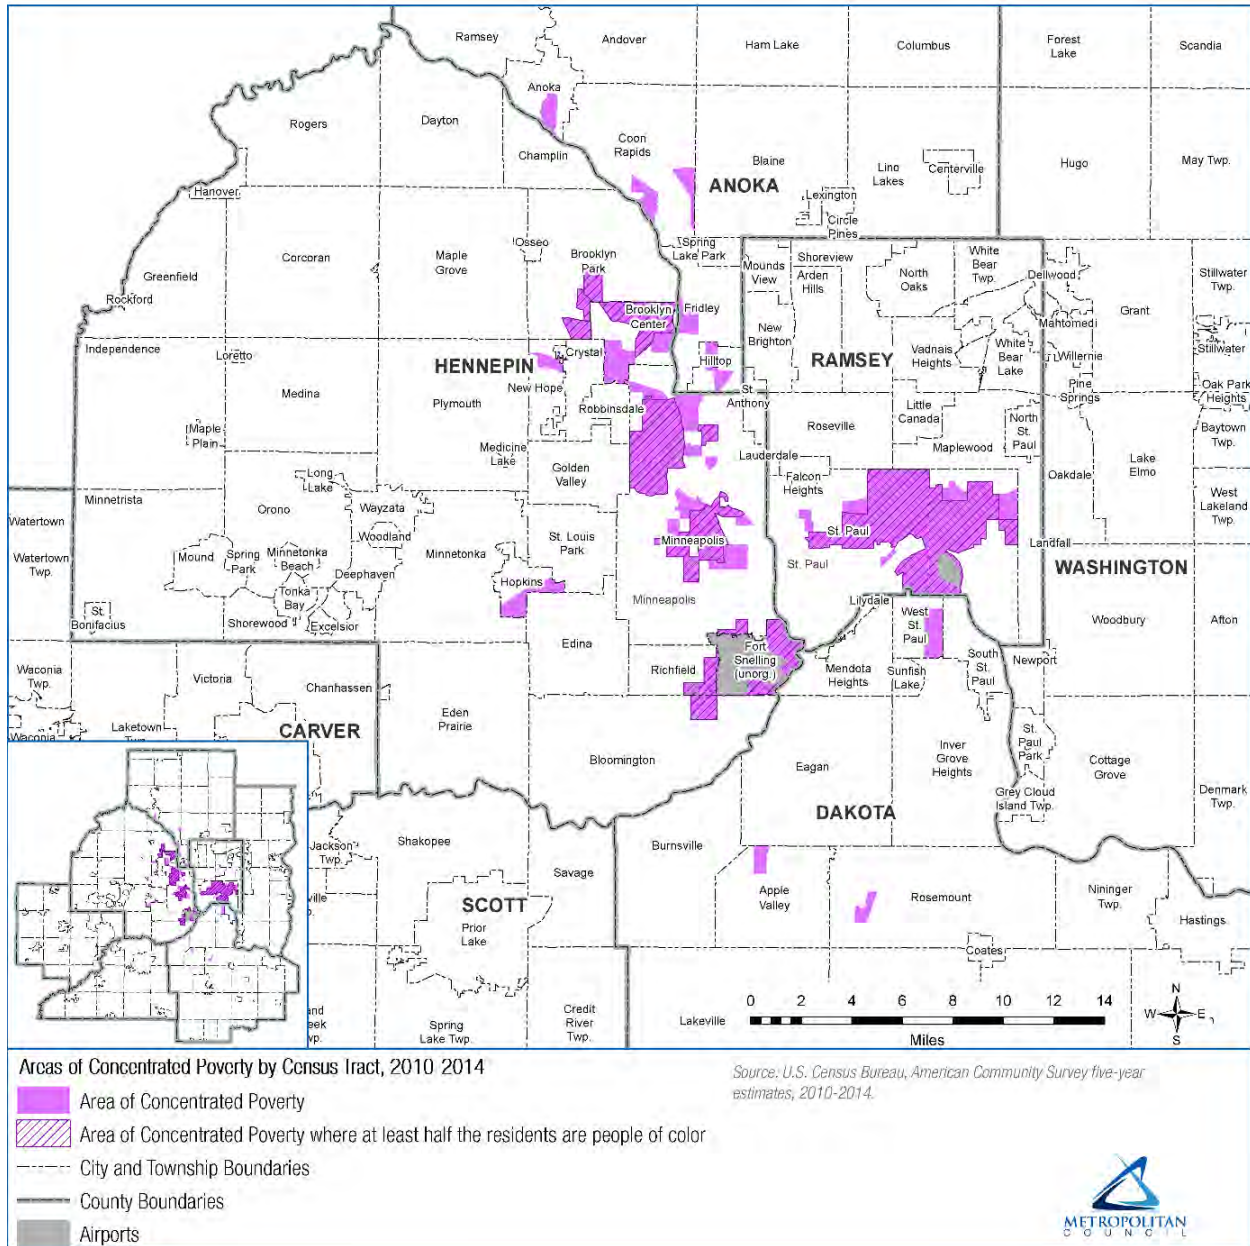 Ramsey
Andover
Ham Lake
Columbus
Forest
Lake
Scandia
Anoka
Rogers
Dayton
Champlin
Coon
Rapids
Blaine
ANOKA
Lino
Lakes
Centerville
Hugo
May Twp.
Hanover
Lexington
Circle
Pines
Greenfield
Corcoran
Maple
Grove
Osseo
Brooklyn
Park
Spring
Lake Park
Mounds
View
Shoreview
Arden
Hills
North
Oaks
White
Bear
Twp.
Dellwood
Grant
Stillwater
Twp.
Rockford
Brooklyn
Center
Fridley
Mahtomedi
Independence
Loretto
HENNEPIN
Crystal
Hilltop
New
Brighton
RAMSEY
Vadnais
Heights
White
Bear
Lake
Willernie
Stillwater
Medina
Plymouth
New Hope
Robbinsdale
St.
Anthony
Pine
Springs
Oak Park
Heights
Maple
Plain
Medicine
Lake
Golden
Valley
Lauderdale
Roseville
Little
Canada
Maplewood
North
St.
Paul
Baytown
Twp.
Long
Lake
Falcon
Heights
Oakdale
Lake
Elmo
Minnetrista
Orono
Wayzata
Woodland
West
Lakeland
Twp.
Watertown
Watertown
Twp.
Mound
Spring
Park
Minnetonka
Beach
Deephaven
Minnetonka
St. Louis
Park
Minneapolis
St. Paul
St. Paul
Landfall
WASHINGTON
Tonka
Bay
Hopkins
Minneapolis
St.
Bonifacius
Shorewood
Excelsior
Edina
Lilydale
West
St.
Paul
Woodbury
Afton
Waconia
Twp.
Victoria
Chanhassen
Richfield
Fort
Snelling
(unorg.)
Mendota
Heights
Sunfish
Lake
South
St.
Paul
Newport
Waconia
Laketown
CARVER
Eden
Prairie
Bloomington
Eagan
Inver
Grove
Heights
St.
Paul
Park
Cottage
Grove
Grey Cloud
Island Twp.
Denmark
Twp.
DAKOTA
Jackson
Twp.
Shakopee
Savage
Burnsville
SCOTT
Prior
Lake
Apple
Valley
Rosemount
Nininger
Twp.
Hastings
Coates
Spring
Lake Twp.
Credit
River Twp.
Lakeville
0 2 4 6 8 10 12 14
Miles
N
W E
S
Areas of Concentrated Poverty by Census Tract, 2010-2014
Area of Concentrated Poverty
Area of Concentrated Poverty where at least half the residents are people of color
City and Township Boundaries
County Boundaries
Airports
Source: U.S. Census Bureau, American Community Survey five-year
estimates, 2010-2014.
METROPOLITAN
COUNCIL